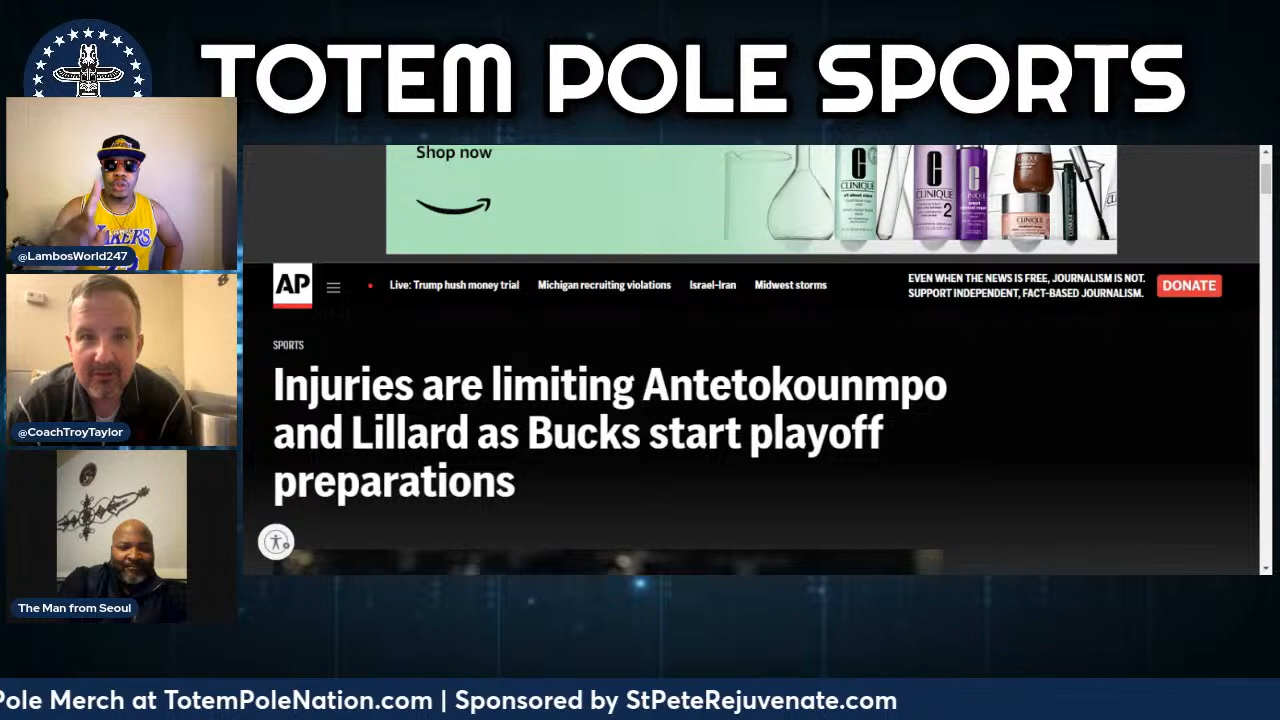 TOTEM POLE SPORTS
LAKERS
@LambosWorld247
@CoachTroyTaylor
The Man from Seoul
Shop now
CLINIQUE
CLINIQUE
2
CLINIQUE
AP
Live: Trump hush money trial
Michigan recruiting violations
Israel-Iran
Midwest storms
EVEN WHEN THE NEWS IS FREE, JOURNALISM IS NOT.
SUPPORT INDEPENDENT, FACT-BASED JOURNALISM.
DONATE
SPORTS
Injuries are limiting Antetokounmpo
and Lillard as Bucks start playoff
preparations
Pole Merch at TotemPoleNation.com | Sponsored by StPeteRejuvenate.com